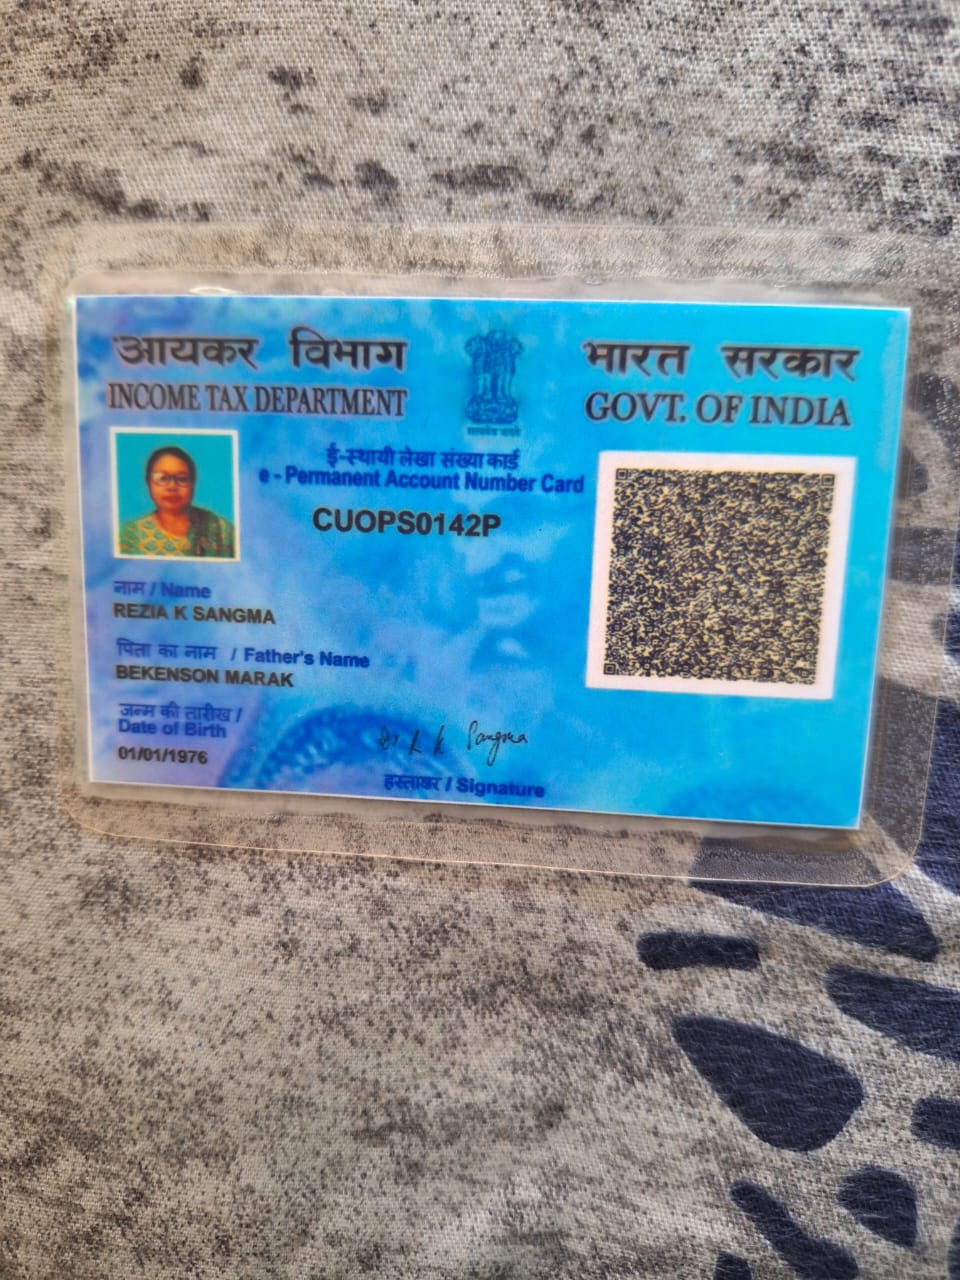 आयकर विभाग
INCOME TAX DEPARTMENT
भारत सरकार
GOVT. OF INDIA
ई-स्थायी लेखा संख्या कार्ड
e - Permanent Account Number Card
CUOPS0142P
नाम / Name
REZIA K SANGMA
पिता का नाम / Father's Name
BEKENSON MARAK
जन्म की तारीख /
Date of Birth
01/01/1976
R K Sangma
हस्ताक्षर / Signature